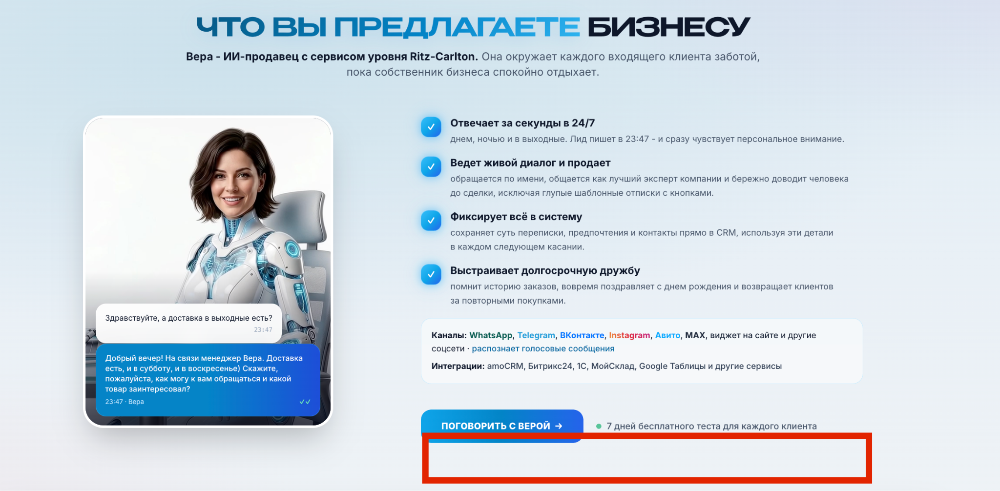 ЧТО ВЫ ПРЕДЛАГАЕТЕ БИЗНЕСУ
Вера - ИИ-продавец с сервисом уровня Ritz-Carlton. Она окружает каждого входящего клиента заботой,
пока собственник бизнеса спокойно отдыхает.
Здравствуйте, а доставка в выходные есть?
23:47
Добрый вечер! На связи менеджер Вера. Доставка
есть, и в субботу, и в воскресенье) Скажите,
пожалуйста, как могу к вам обращаться и какой
товар заинтересовал?
23:47 · Вера
Отвечает за секунды в 24/7
днем, ночью и в выходные. Лид пишет в 23:47 - и сразу чувствует персональное внимание.
Ведет живой диалог и продает
обращается по имени, общается как лучший эксперт компании и бережно доводит человека
до сделки, исключая глупые шаблонные отписки с кнопками.
Фиксирует всё в систему
сохраняет суть переписки, предпочтения и контакты прямо в CRM, используя эти детали
в каждом следующем касании.
Выстраивает долгосрочную дружбу
помнит историю заказов, вовремя поздравляет с днем рождения и возвращает клиентов
за повторными покупками.
Каналы: WhatsApp, Telegram, ВКонтакте, Instagram, Авито, MAX, виджет на сайте и другие
соцсети · распознает голосовые сообщения
Интеграции: amoCRM, Битрикс24, 1С, МойСклад, Google Таблицы и другие сервисы
ПОГОВОРИТЬ С ВЕРОЙ →
7 дней бесплатного теста для каждого клиента